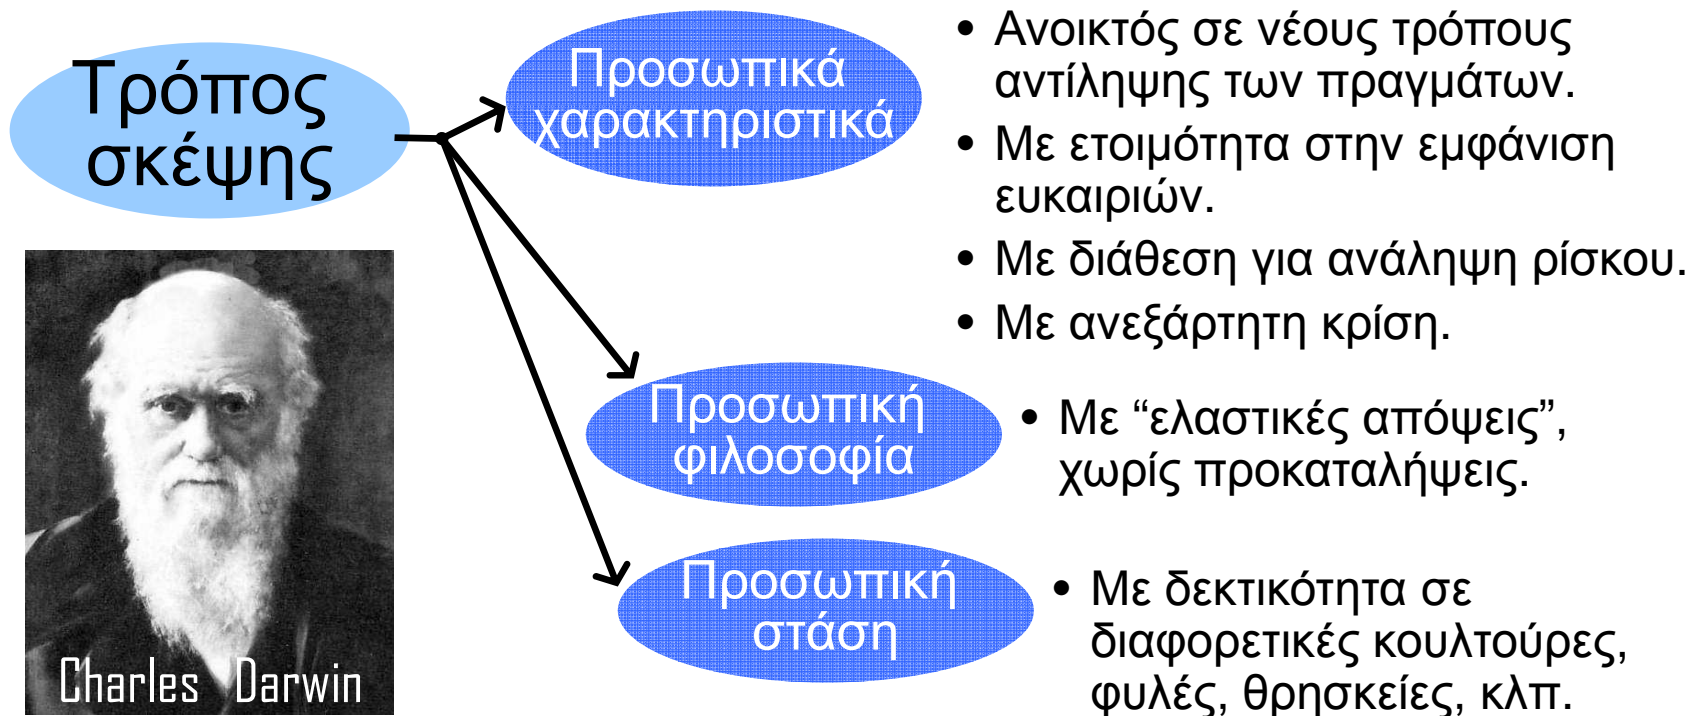 Τρόπος
σκέψης
Προσωπικά
χαρακτηριστικά
• Ανοικτός σε νέους τρόπους
αντίληψης των πραγμάτων.
• Με ετοιμότητα στην εμφάνιση
ευκαιριών.
• Με διάθεση για ανάληψη ρίσκου.
• Με ανεξάρτητη κρίση.
Προσωπική
φιλοσοφία
• Με “ελαστικές απόψεις”,
χωρίς προκαταλήψεις.
Προσωπική
στάση
• Με δεκτικότητα σε
διαφορετικές κουλτούρες,
φυλές, θρησκείες, κλπ.
Charles Darwin